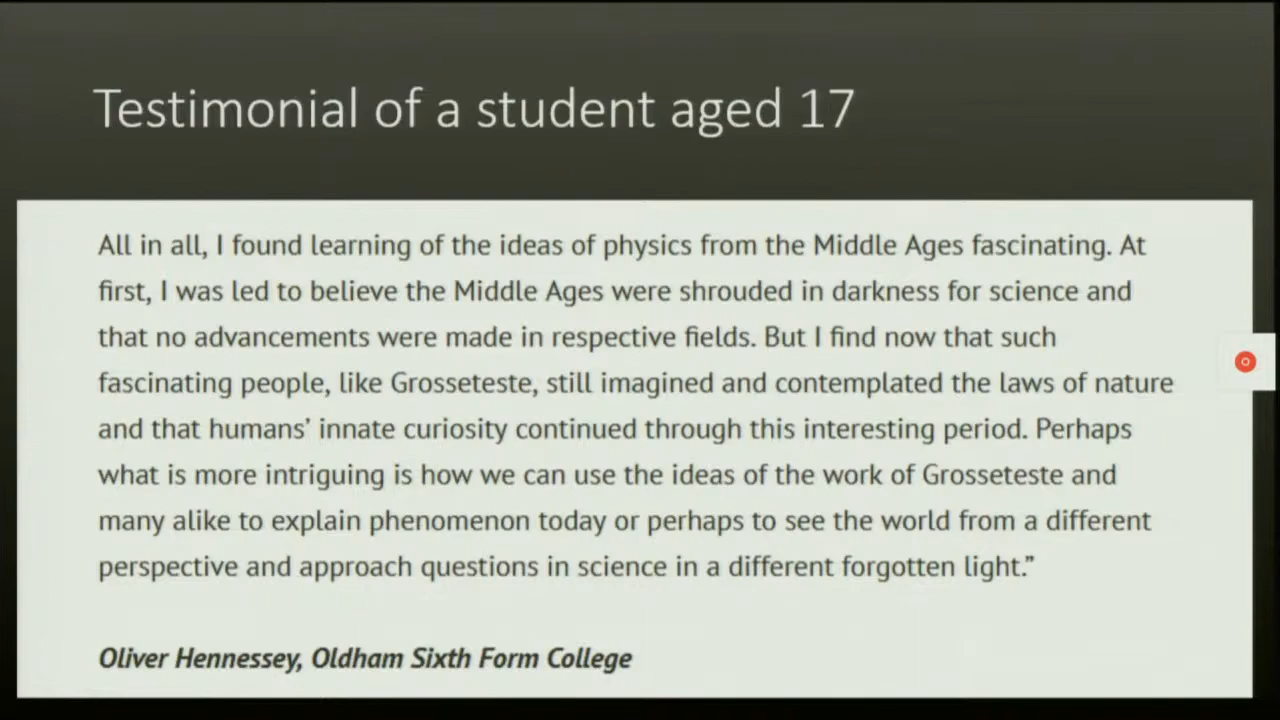 Testimonial of a student aged 17
All in all, I found learning of the ideas of physics from the Middle Ages fascinating. At
first, I was led to believe the Middle Ages were shrouded in darkness for science and
that no advancements were made in respective fields. But I find now that such
fascinating people, like Grosseteste, still imagined and contemplated the laws of nature
and that humans’ innate curiosity continued through this interesting period. Perhaps
what is more intriguing is how we can use the ideas of the work of Grosseteste and
many alike to explain phenomenon today or perhaps to see the world from a different
perspective and approach questions in science in a different forgotten light.”
Oliver Hennessey, Oldham Sixth Form College